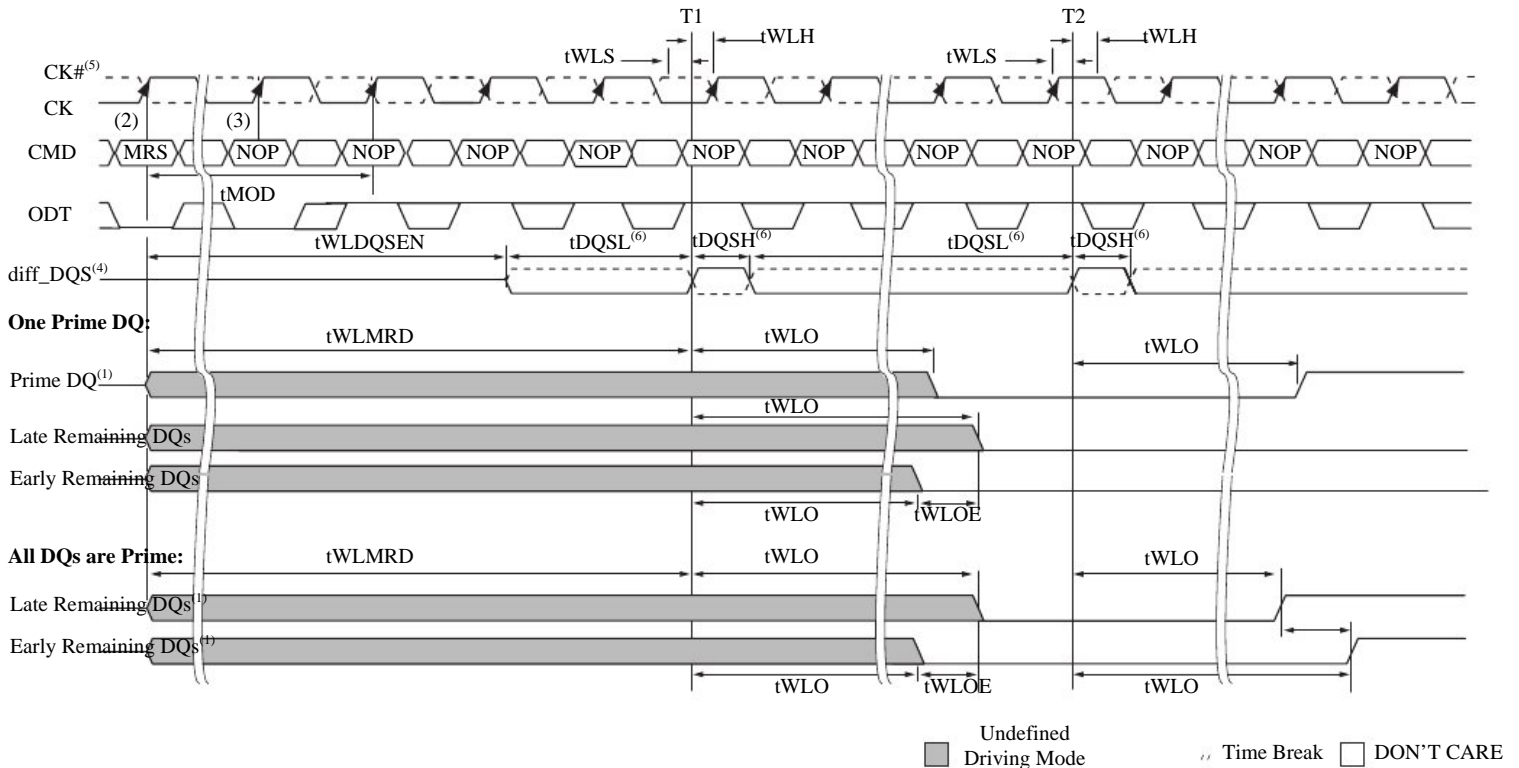 T1 T2
tWLH tWLH
tWLS tWLS
CK#(5)
CK
(2) (3)
CMD MRS NOP NOP NOP NOP NOP NOP NOP NOP NOP NOP NOP
tMOD
ODT
tWLDQSEN tDQSL(6) tDQSH(6) tDQSL(6) tDQSH(6)
diff_DQS(4)
One Prime DQ:
tWLMRD tWLO tWLO
Prime DQ(1)
tWLO
Late Remaining DQs
Early Remaining DQs
tWLO tWLOE
All DQs are Prime:
tWLMRD tWLO tWLO
Late Remaining DQs(1)
Early Remaining DQs(1)
tWLO tWLOE tWLO
Undefined
Driving Mode Time Break DON'T CARE